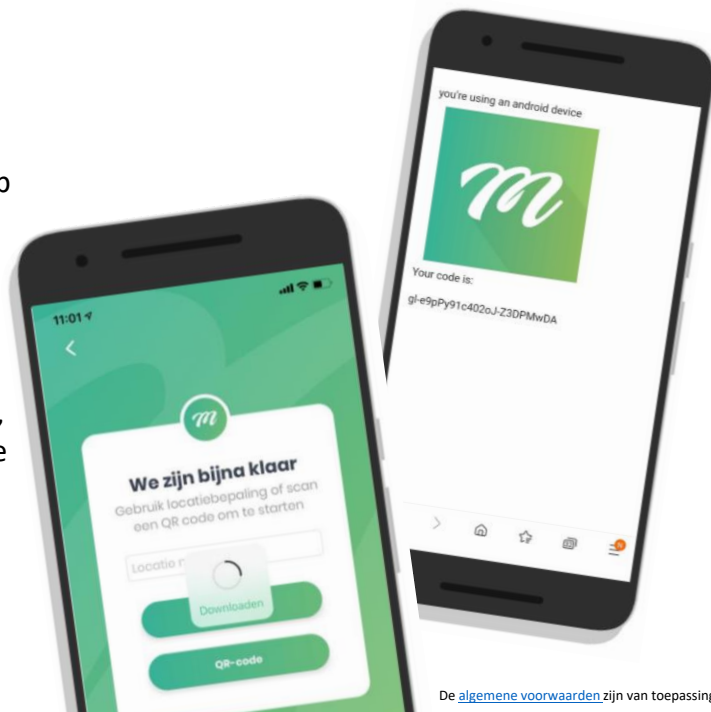 you're using an android device
m
Your code is:
gl-e9pPy91c402oJ-Z3DPMwDA
11:01
m
We zijn bijna klaar
Gebruik locatiebepaling of scan
een QR code om te starten
Locatie
Downloaden
QR-code
De algemene voorwaarden zijn van toepassing